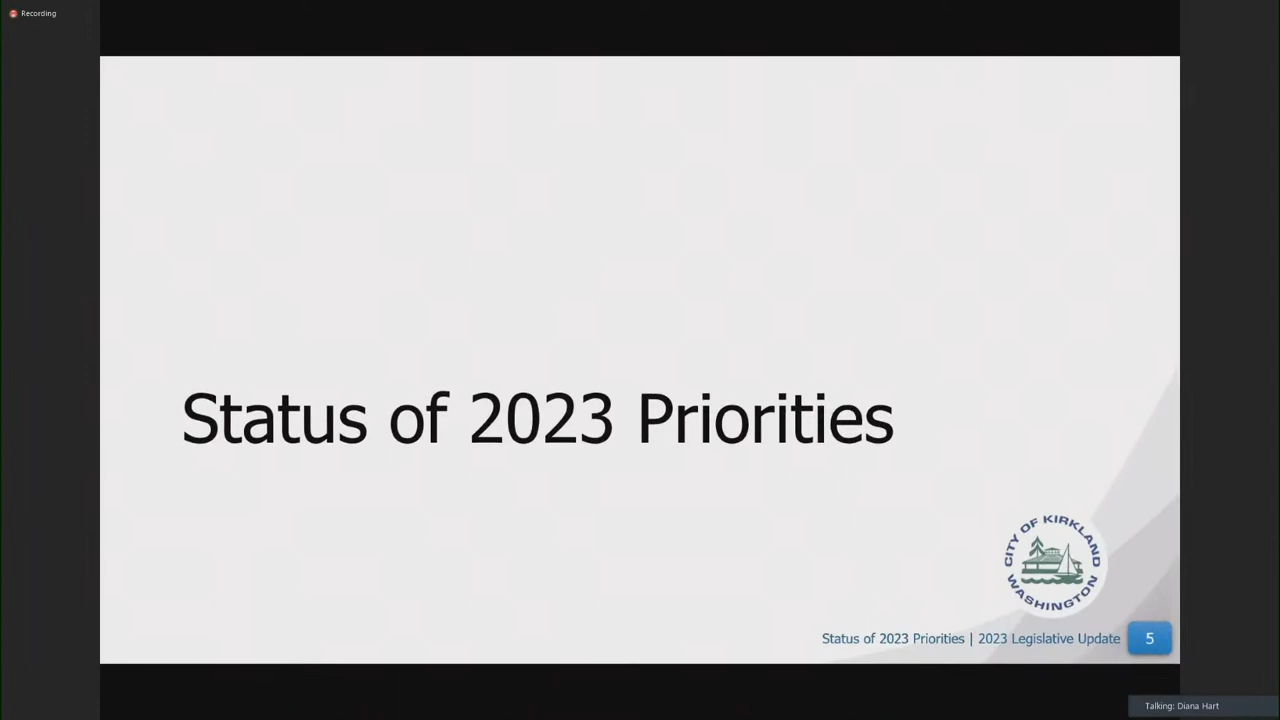 Recording
Status of 2023 Priorities
CITY OF KIRKLAND
WASHINGTON
Status of 2023 Priorities | 2023 Legislative Update
5
Talking: Diana Hart